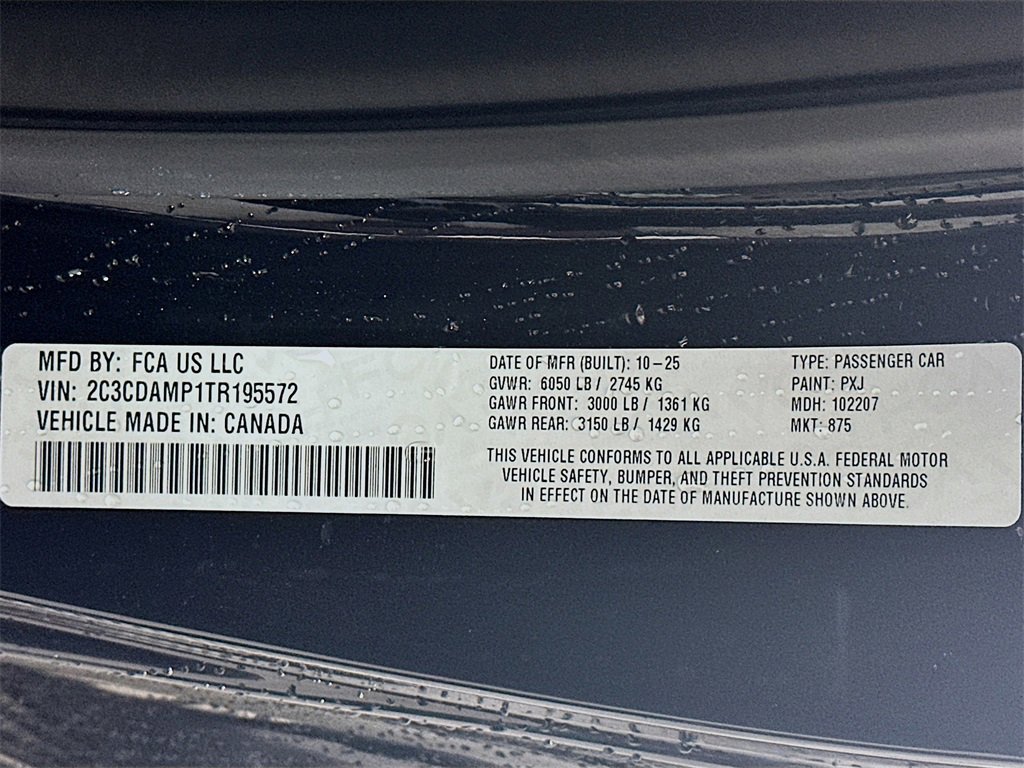 MFD BY: FCA US LLC
VIN: 2C3CDAMP1TR195572
VEHICLE MADE IN: CANADA
DATE OF MFR (BUILT): 10-25
GVWR: 6050 LB / 2745 KG
GAWR FRONT: 3000 LB / 1361 KG
GAWR REAR: 3150 LB / 1429 KG
TYPE: PASSENGER CAR
PAINT: PXJ
MDH: 102207
MKT: 875
THIS VEHICLE CONFORMS TO ALL APPLICABLE U.S.A. FEDERAL MOTOR
VEHICLE SAFETY, BUMPER, AND THEFT PREVENTION STANDARDS
IN EFFECT ON THE DATE OF MANUFACTURE SHOWN ABOVE.